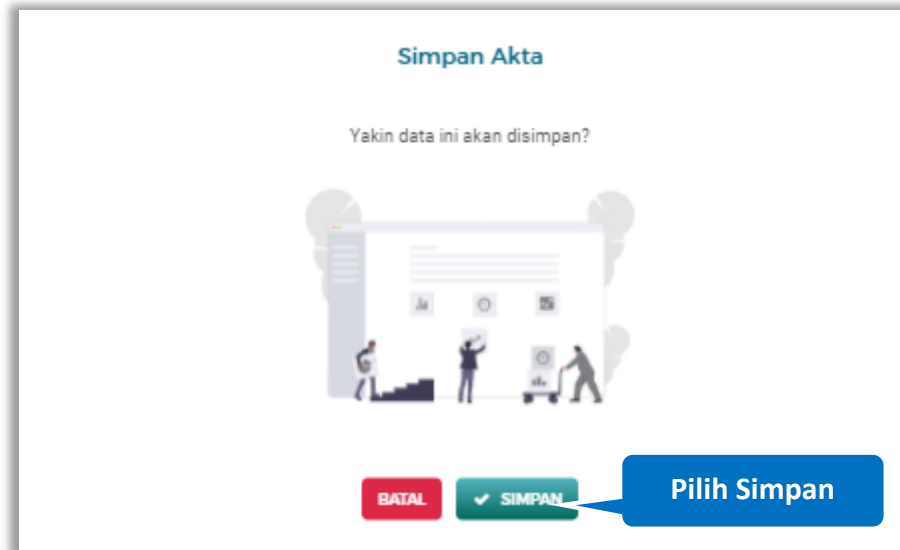 Simpan Akta
Yakin data ini akan disimpan?
BATAL
SIMPAN
Pilih Simpan